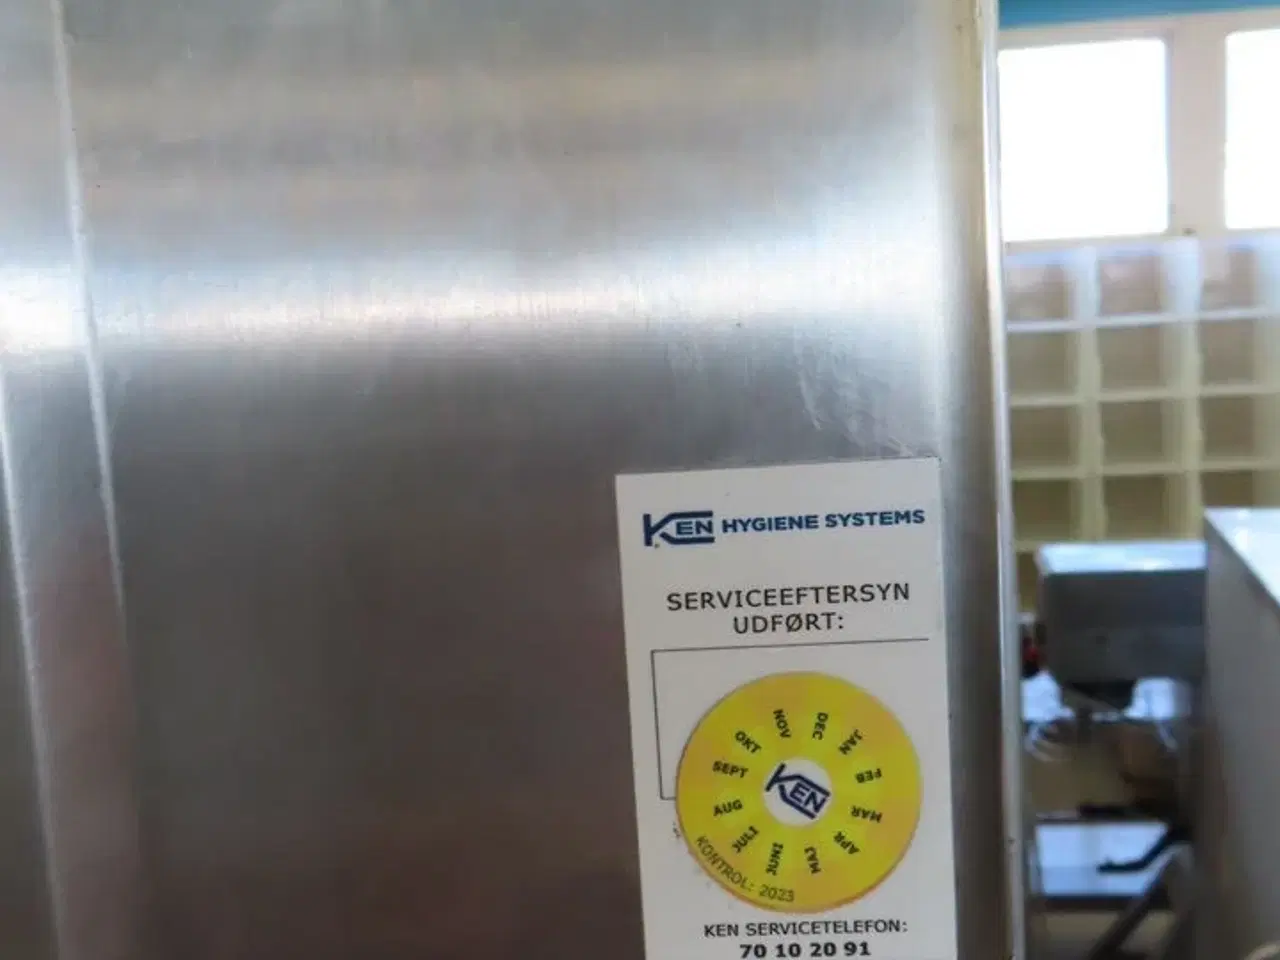 KEN HYGIENE SYSTEMS
SERVICEEFTERSYN
UDFØRT:
JAN
FEB
MAR
APR
MAJ
JUNI
JULI
AUG
SEPT
OKT
NOV
DEC
KEN
KONTROL: 2023
KEN SERVICETELEFON:
70 10 20 91